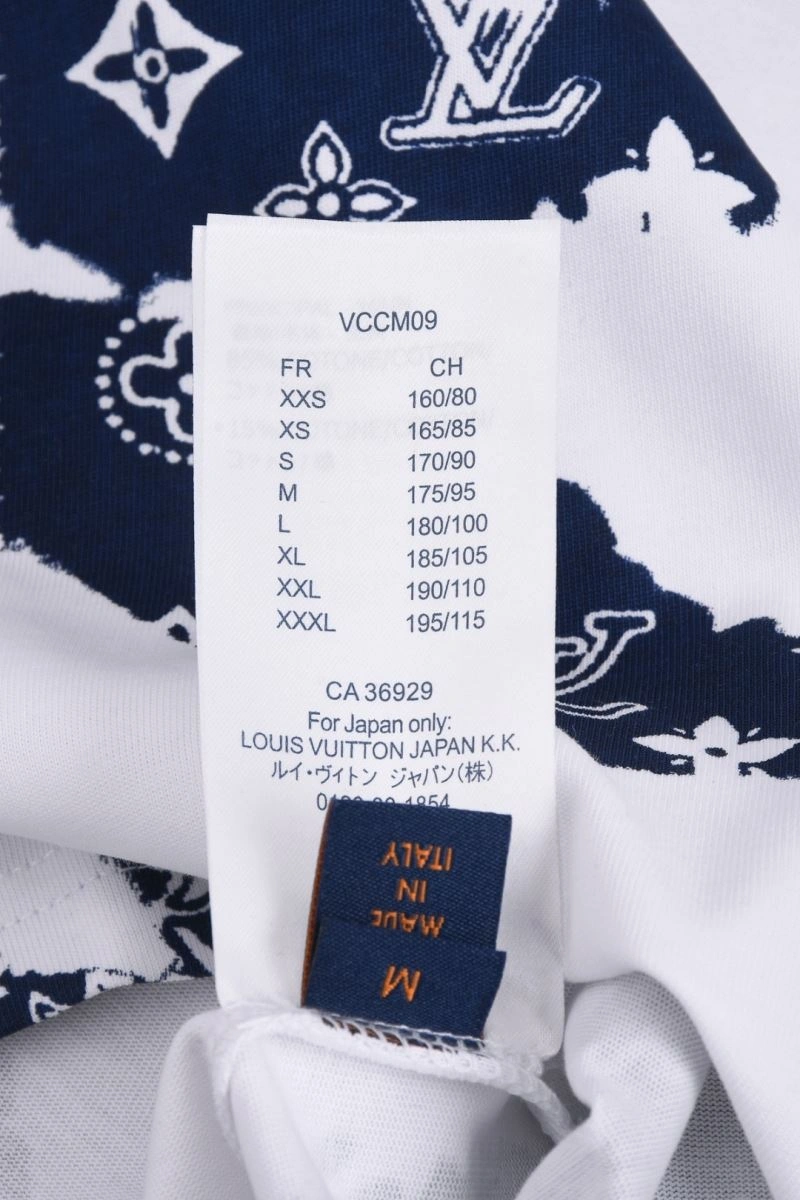 VCCM09
FR CH
XXS 160/80
XS 165/85
S 170/90
M 175/95
L 180/100
XL 185/105
XXL 190/110
XXXL 195/115
CA 36929
For Japan only:
LOUIS VUITTON JAPAN K.K.
ルイ・ヴィトン ジャパン(株)
1854
MADE
IN
ITALY
M
LV